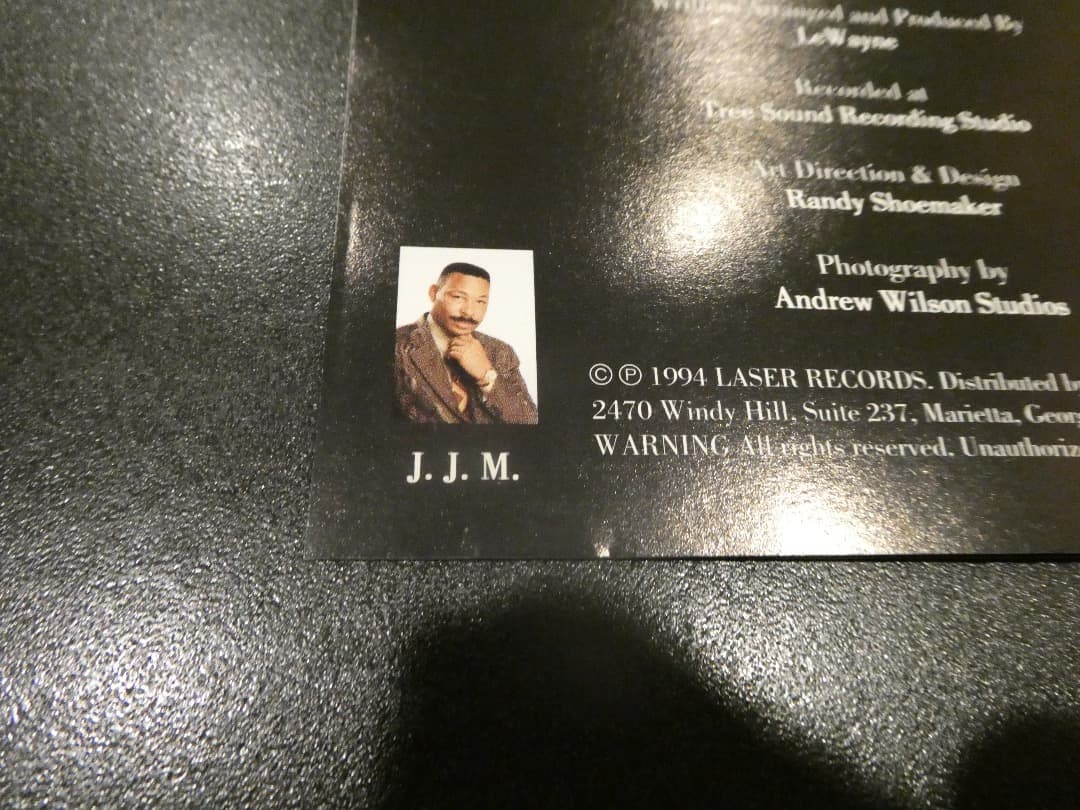 Written Arranged and Produced By
LeWayne
Recorded at
Tree Sound Recording Studio
Art Direction & Design
Randy Shoemaker
Photography by
Andrew Wilson Studios
© ℗ 1994 LASER RECORDS. Distributed
2470 Windy Hill, Suite 237, Marietta,
WARNING All rights reserved.
J. J. M.